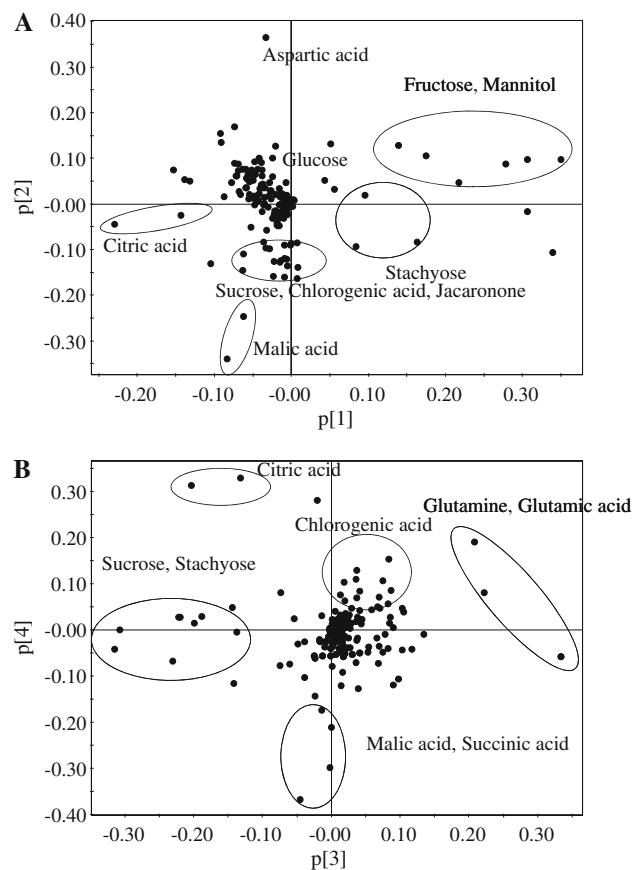 A
0.40
0.30
0.20
0.10
-0.00
-0.10
-0.20
-0.30
p[2]
Aspartic acid
Fructose, Mannitol
Glucose
Citric acid
Stachyose
Sucrose, Chlorogenic acid, Jacaronone
Malic acid
-0.20 -0.10 -0.00 0.10 0.20 0.30
p[1]
B
0.30
0.20
0.10
-0.00
-0.10
-0.20
-0.30
-0.40
p[4]
Citric acid
Glutamine, Glutamic acid
Chlorogenic acid
Sucrose, Stachyose
Malic acid, Succinic acid
-0.30 -0.20 -0.10 -0.00 0.10 0.20 0.30
p[3]